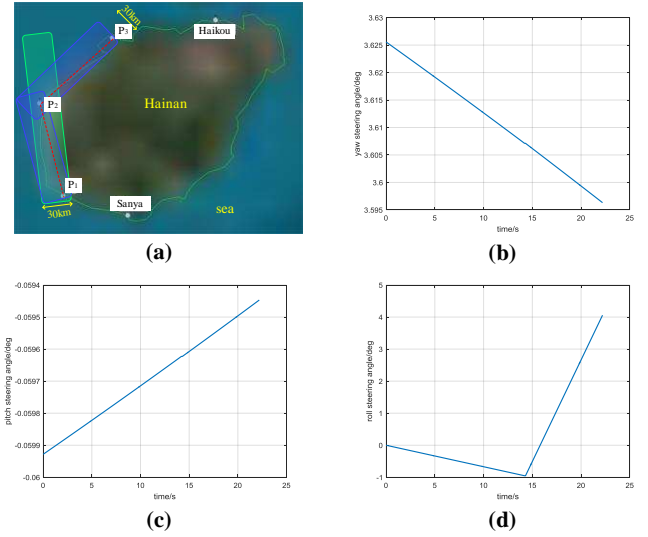 30km
P3
Haikou
P2
Hainan
P1
Sanya
30km
sea
(a)
3.63
3.625
3.62
3.615
3.61
3.605
3.6
3.595
0
5
10
15
20
25
yaw steering angle/deg
time/s
(b)
-0.0594
-0.0595
-0.0596
-0.0597
-0.0598
-0.0599
-0.06
0
5
10
15
20
25
pitch steering angle/deg
time/s
(c)
5
4
3
2
1
0
-1
0
5
10
15
20
25
roll steering angle/deg
time/s
(d)